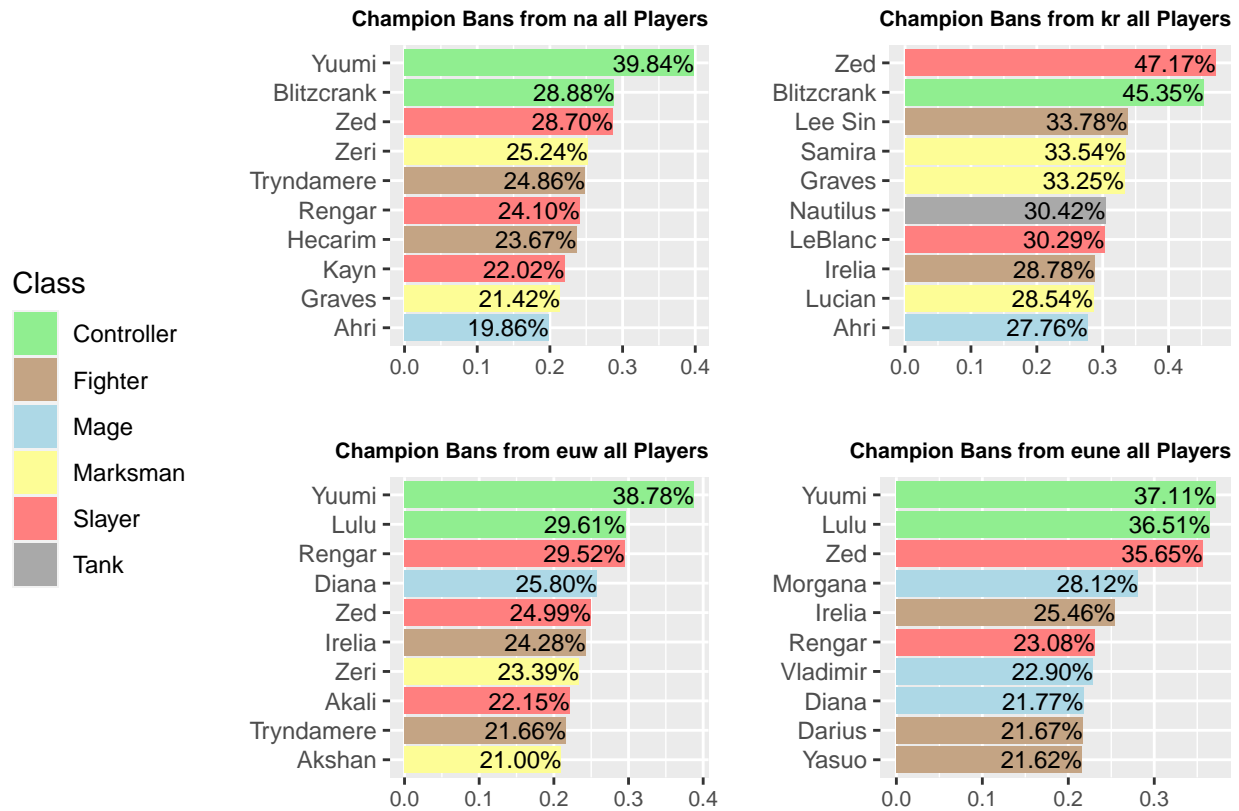 Champion Bans from na all Players
Yuumi 39.84%
Blitzcrank 28.88%
Zed 28.70%
Zeri 25.24%
Tryndamere 24.86%
Rengar 24.10%
Hecarim 23.67%
Kayn 22.02%
Graves 21.42%
Ahri 19.86%
0.0 0.1 0.2 0.3 0.4
Champion Bans from kr all Players
Zed 47.17%
Blitzcrank 45.35%
Lee Sin 33.78%
Samira 33.54%
Graves 33.25%
Nautilus 30.42%
LeBlanc 30.29%
Irelia 28.78%
Lucian 28.54%
Ahri 27.76%
0.0 0.1 0.2 0.3 0.4
Class
Controller
Fighter
Mage
Marksman
Slayer
Tank
Champion Bans from euw all Players
Yuumi 38.78%
Lulu 29.61%
Rengar 29.52%
Diana 25.80%
Zed 24.99%
Irelia 24.28%
Zeri 23.39%
Akali 22.15%
Tryndamere 21.66%
Akshan 21.00%
0.0 0.1 0.2 0.3 0.4
Champion Bans from eune all Players
Yuumi 37.11%
Lulu 36.51%
Zed 35.65%
Morgana 28.12%
Irelia 25.46%
Rengar 23.08%
Vladimir 22.90%
Diana 21.77%
Darius 21.67%
Yasuo 21.62%
0.0 0.1 0.2 0.3